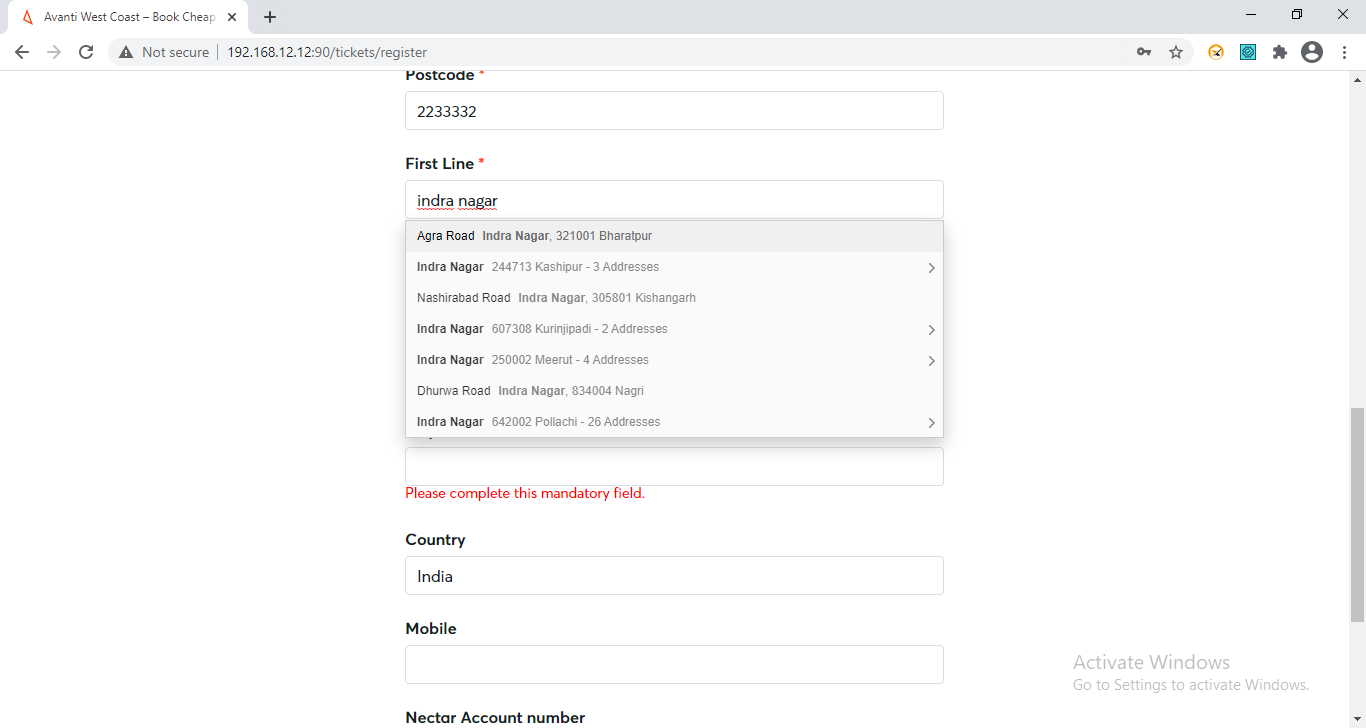 Avanti West Coast – Book Cheap
Not secure
192.168.12.12:90/tickets/register
Postcode *
2233332
First Line *
indra nagar
Agra Road Indra Nagar, 321001 Bharatpur
Indra Nagar 244713 Kashipur - 3 Addresses
Nashirabad Road Indra Nagar, 305801 Kishangarh
Indra Nagar 607308 Kurinjipadi - 2 Addresses
Indra Nagar 250002 Meerut - 4 Addresses
Dhurwa Road Indra Nagar, 834004 Nagri
Indra Nagar 642002 Pollachi - 26 Addresses
Please complete this mandatory field.
Country
India
Mobile
Activate Windows
Go to Settings to activate Windows.
Nectar Account number